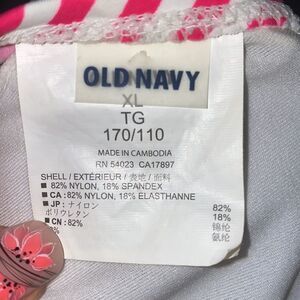 OLD NAVY
XL
TG
170/110
MADE IN CAMBODIA
RN 54023 CA17897
SHELL / EXTÉRIEUR / 表地 / 面料
■ 82% NYLON, 18% SPANDEX
■ CA : 82% NYLON, 18% ÉLASTHANNE
■ JP : ナイロン 82%
ポリウレタン 18%
■ CN : 82% 锦纶
氨纶